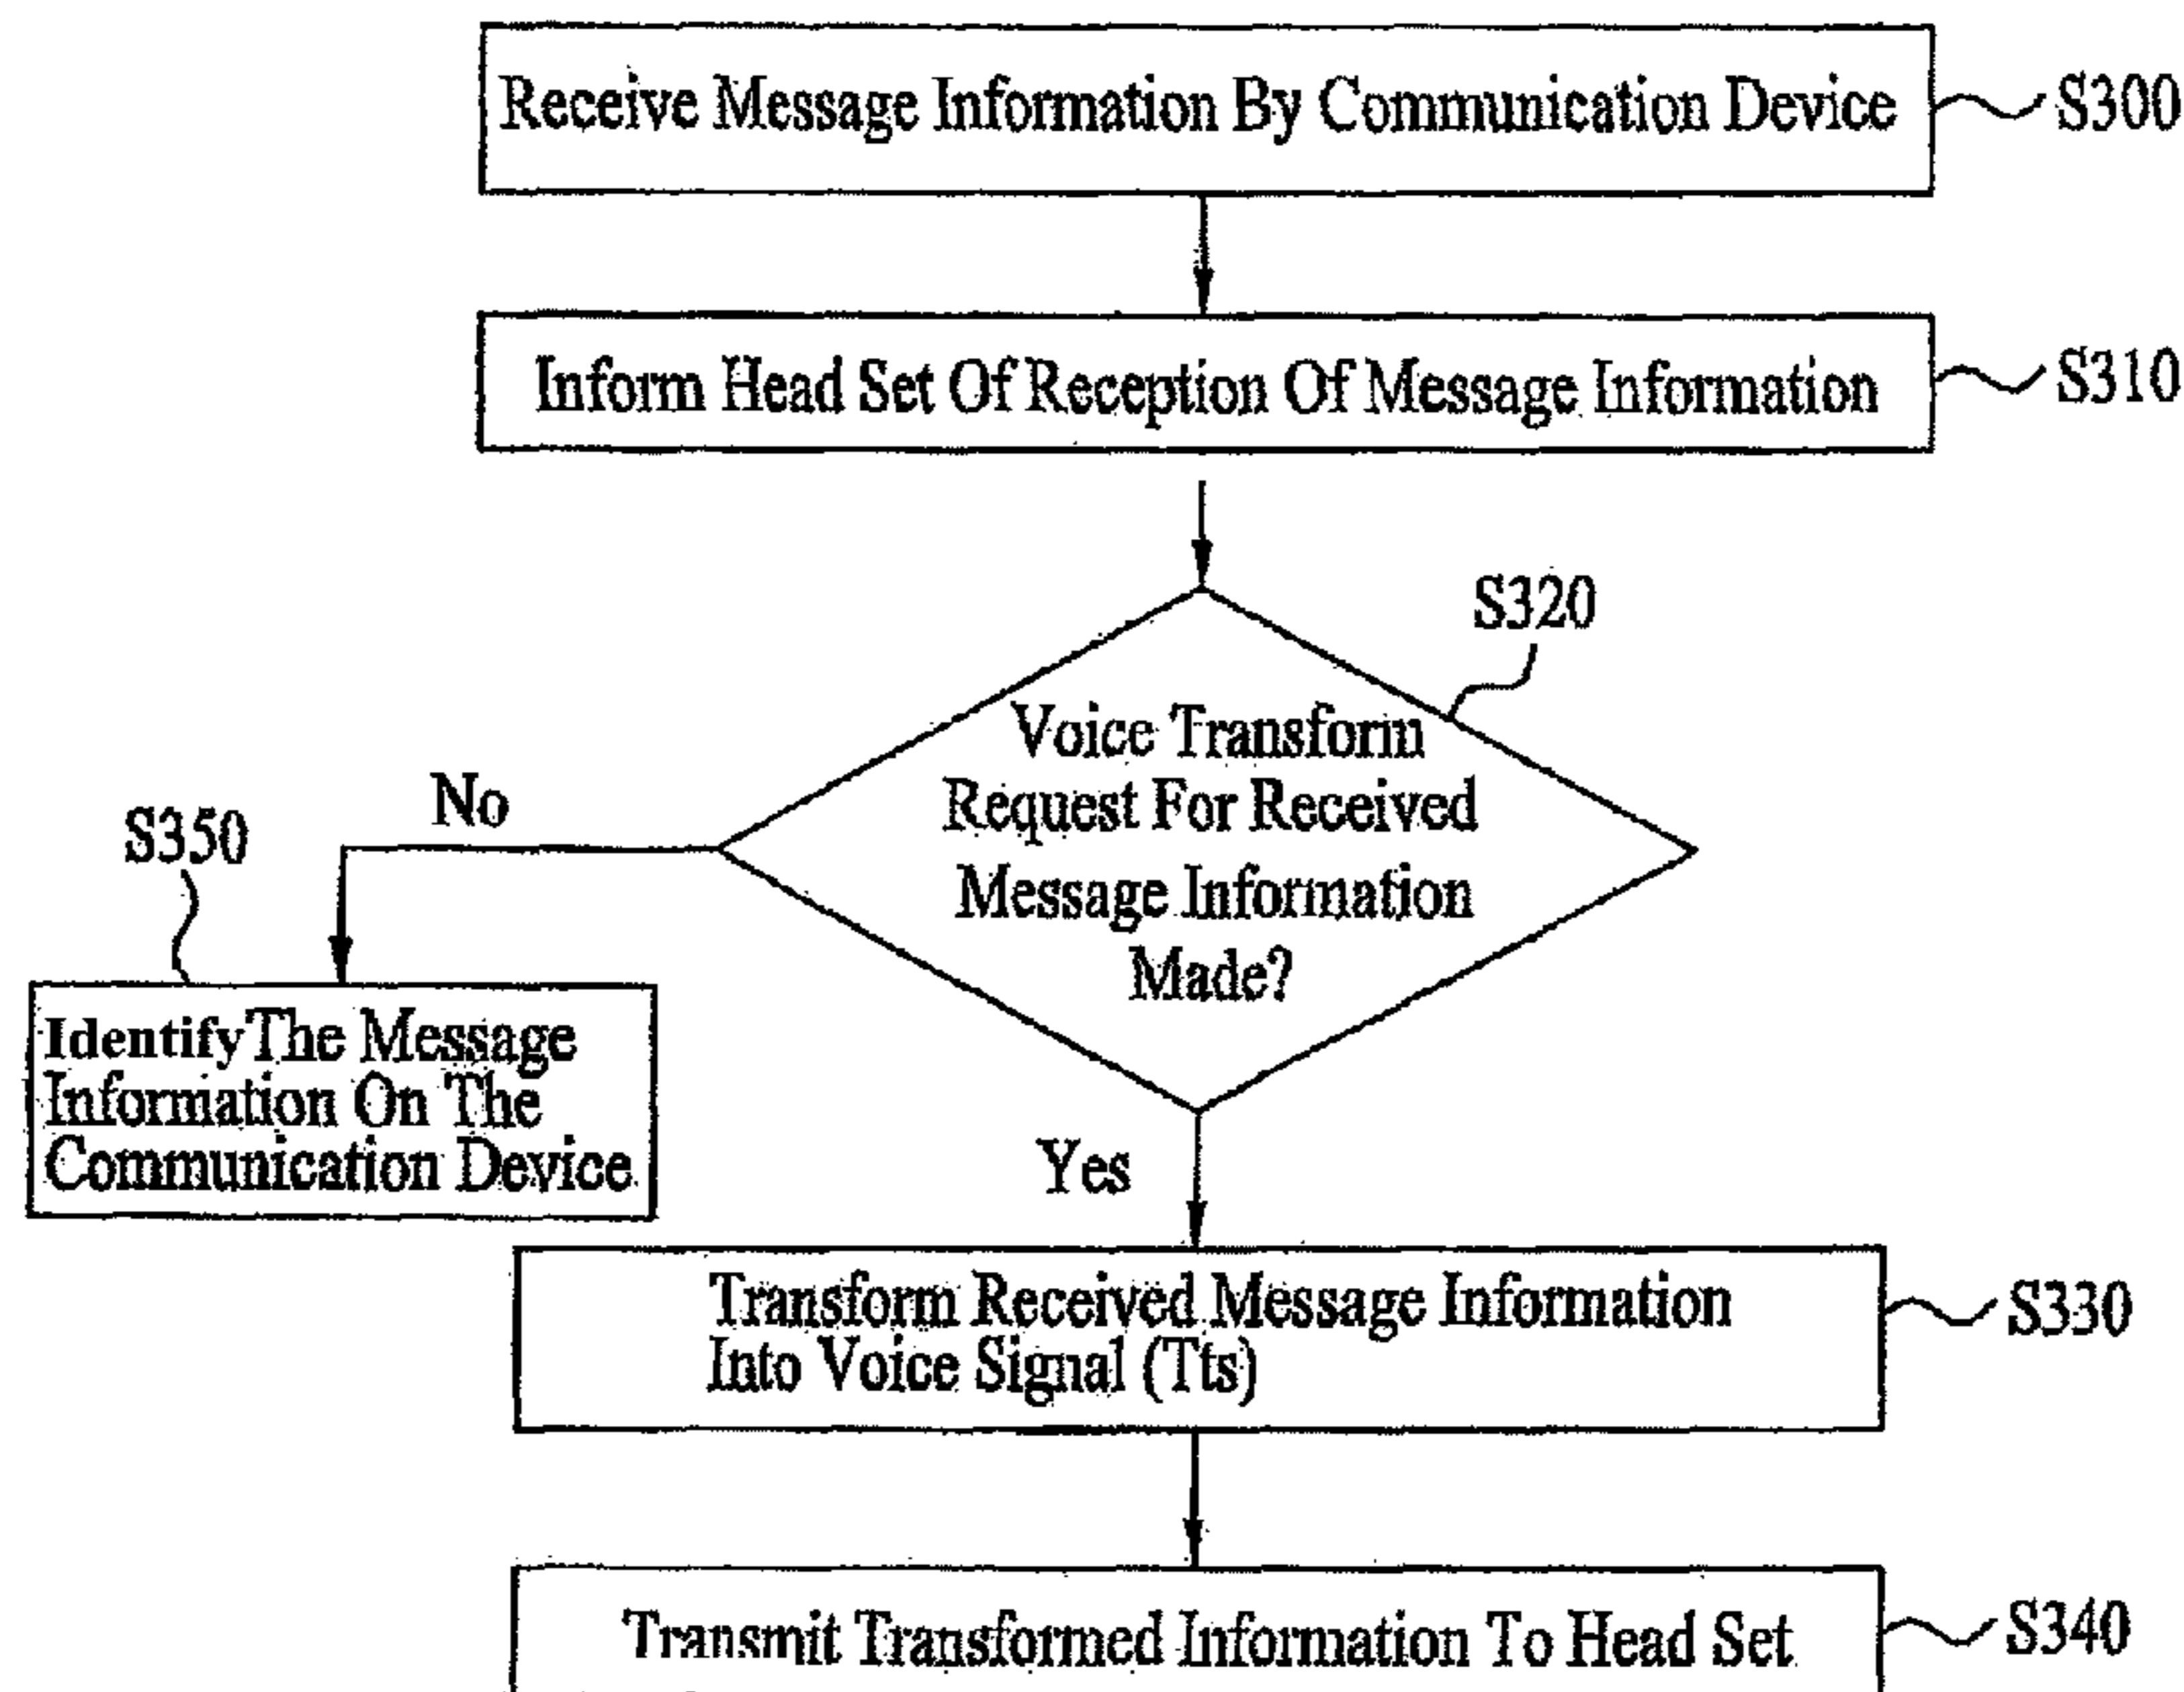 Receive Message Information By Communication Device
S300
Inform Head Set Of Reception Of Message Information
S310
S320
Voice Transform
Request For Received
Message Information
Made?
No
S350
Identify The Message
Information On The
Communication Device
Yes
Transform Received Message Information
Into Voice Signal (Tts)
S330
Transmit Transformed Information To Head Set
S340